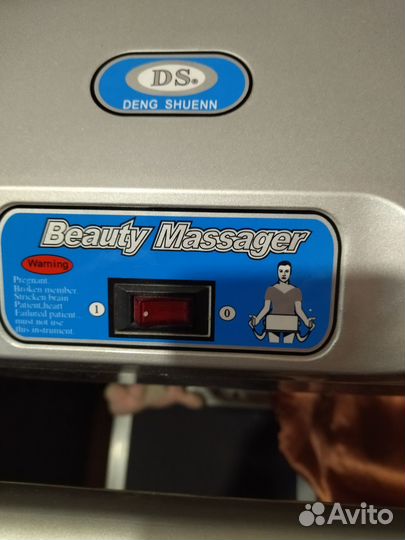 DS®
DENG SHUENN
Beauty Massager
Warning
Pregnant.
Broken member.
Stricken brain
Patient,heart
Failured patient...
must not use
this instrument.
1
0
Avito